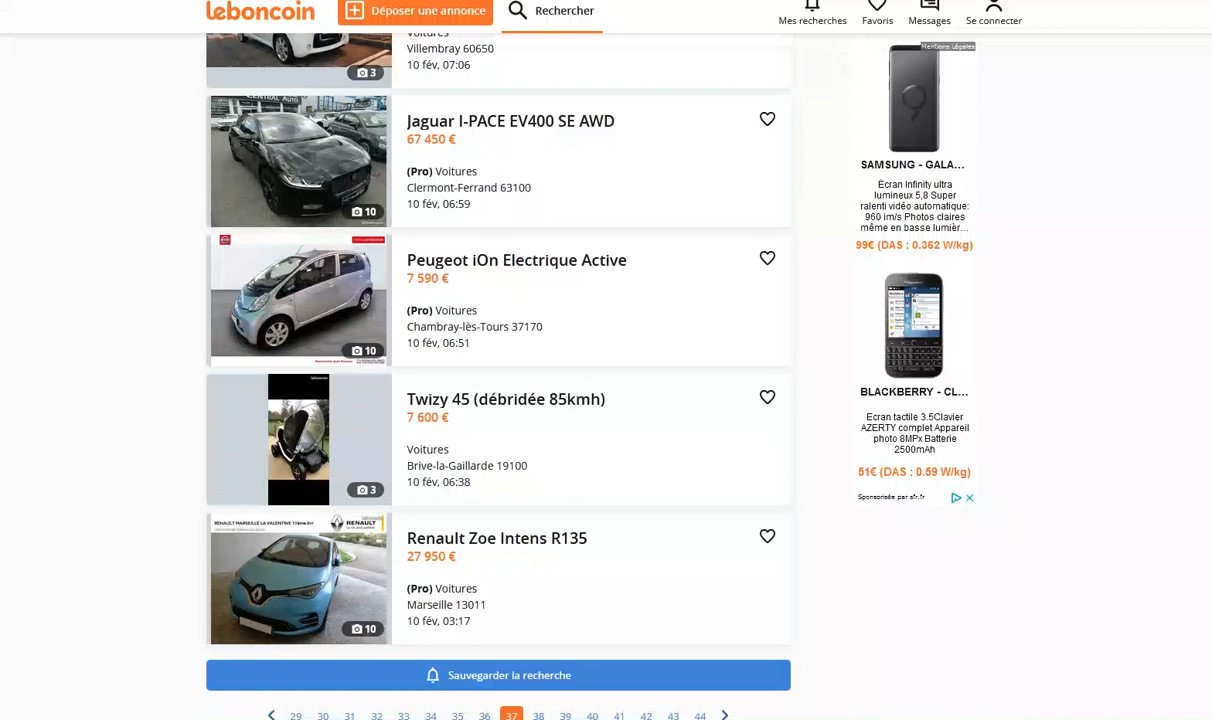 leboncoin
Déposer une annonce
Rechercher
Mes recherches
Favoris
Messages
Se connecter
Voitures
Villembray 60650
10 fév, 07:06
3
Jaguar I-PACE EV400 SE AWD
67 450 €
(Pro) Voitures
Clermont-Ferrand 63100
10 fév, 06:59
10
Peugeot iOn Electrique Active
7 590 €
(Pro) Voitures
Chambray-lès-Tours 37170
10 fév, 06:51
10
Twizy 45 (débridée 85kmh)
7 600 €
Voitures
Brive-la-Gaillarde 19100
10 fév, 06:38
3
RENAULT MARSEILLE LA VALENTINE 11ème Arr
RENAULT
Renault Zoe Intens R135
27 950 €
(Pro) Voitures
Marseille 13011
10 fév, 03:17
10
Sauvegarder la recherche
29 30 31 32 33 34 35 36 37 38 39 40 41 42 43 44
Mentions Légales
SAMSUNG - GALA...
Écran Infinity ultra
lumineux 5,8 Super
ralenti vidéo automatique:
960 im/s Photos claires
même en basse lumièr...
99€ (DAS : 0.362 W/kg)
BLACKBERRY - CL...
Ecran tactile 3.5Clavier
AZERTY complet Appareil
photo 8MPx Batterie
2500mAh
51€ (DAS : 0.59 W/kg)
Sponsorisée par sfr.fr